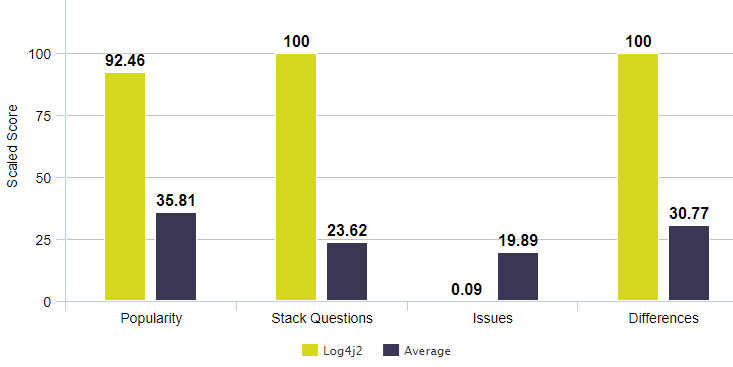 100
75
50
25
0
Scaled Score
92.46
35.81
100
23.62
0.09
19.89
100
30.77
Popularity
Stack Questions
Issues
Differences
Log4j2
Average